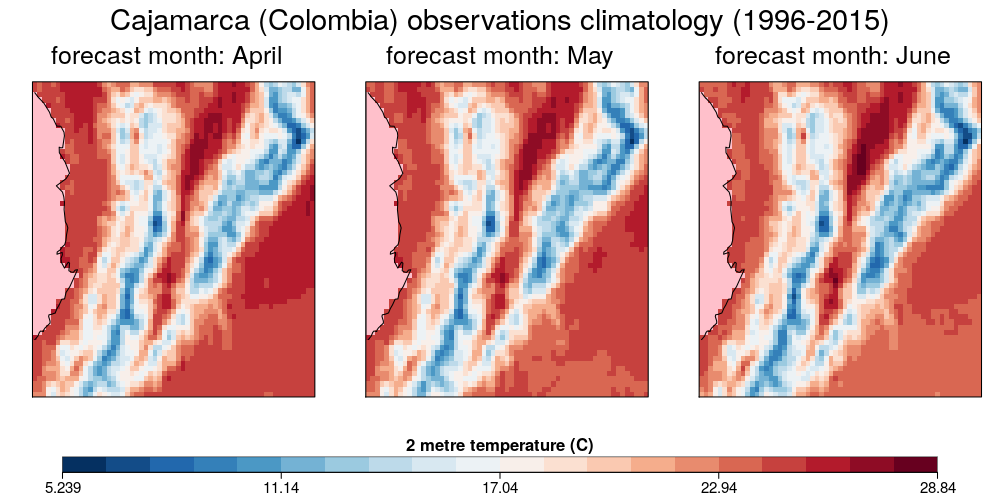 Cajamarca (Colombia) observations climatology (1996-2015)
forecast month: April
forecast month: May
forecast month: June
2 metre temperature (C)
5.239 11.14 17.04 22.94 28.84